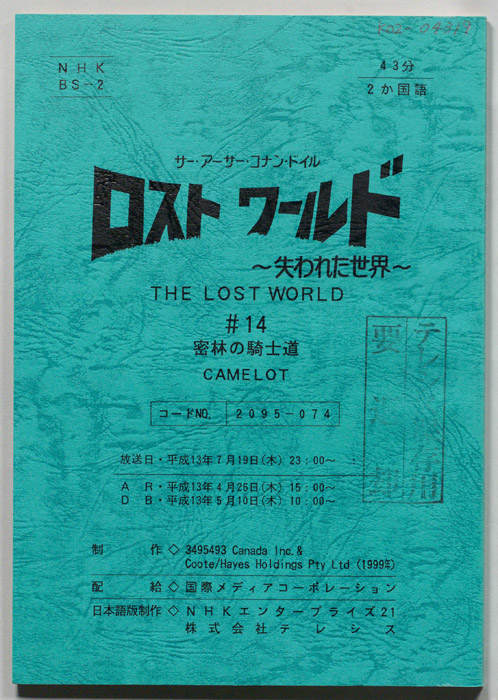 802-04319
NHK
BS-2
43分
2か国語
サー・アーサー・コナン・ドイル
ロスト ワールド
～失われた世界～
THE LOST WORLD
#14
密林の騎士道
CAMELOT
コードNO. 2095-074
放送日・平成13年7月19日(木) 23:00～
AR・平成13年4月26日(木) 15:00～
DB・平成13年5月10日(木) 10:00～
制作◇3495493 Canada Inc.&
Coote/Hayes Holdings Pty Ltd (1999年)
配給◇国際メディアコーポレーション
日本語版制作◇NHKエンタープライズ21
株式会社テレシス